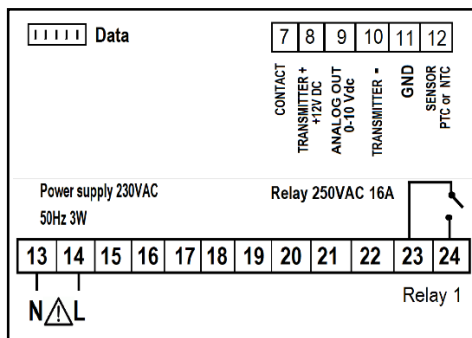 Data
7 8 9 10 11 12
CONTACT
TRANSMITTER +
+12V DC
ANALOG OUT
0-10 Vdc
TRANSMITTER -
GND
SENSOR
PTC or NTC
Power supply 230VAC
50Hz 3W
Relay 250VAC 16A
13 14 15 16 17 18 19 20 21 22 23 24
N L
Relay 1